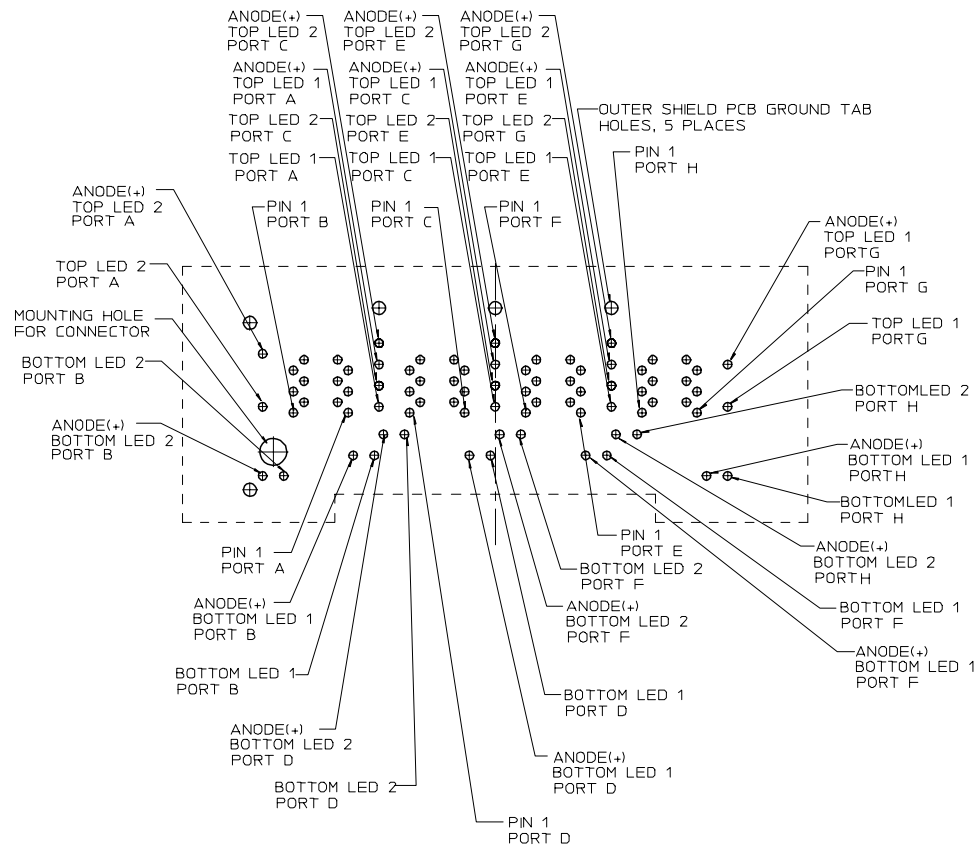 ANODE(+)
TOP LED 2
PORT C
ANODE(+)
TOP LED 2
PORT E
ANODE(+)
TOP LED 2
PORT G
ANODE(+)
TOP LED 1
PORT A
ANODE(+)
TOP LED 1
PORT C
ANODE(+)
TOP LED 1
PORT E
OUTER SHIELD PCB GROUND TAB
HOLES, 5 PLACES
TOP LED 2
PORT C
TOP LED 2
PORT E
TOP LED 2
PORT G
PIN 1
PORT H
TOP LED 1
PORT A
TOP LED 1
PORT C
TOP LED 1
PORT E
ANODE(+)
TOP LED 2
PORT A
PIN 1
PORT B
PIN 1
PORT C
PIN 1
PORT F
ANODE(+)
TOP LED 1
PORTG
TOP LED 2
PORT A
PIN 1
PORT G
MOUNTING HOLE
FOR CONNECTOR
TOP LED 1
PORTG
BOTTOM LED 2
PORT B
BOTTOMLED 2
PORT H
ANODE(+)
BOTTOM LED 2
PORT B
ANODE(+)
BOTTOM LED 1
PORTH
BOTTOMLED 1
PORT H
PIN 1
PORT A
PIN 1
PORT E
ANODE(+)
BOTTOM LED 2
PORTH
BOTTOM LED 2
PORT F
ANODE(+)
BOTTOM LED 1
PORT B
ANODE(+)
BOTTOM LED 2
PORT F
BOTTOM LED 1
PORT F
ANODE(+)
BOTTOM LED 1
PORT F
BOTTOM LED 1
PORT B
BOTTOM LED 1
PORT D
ANODE(+)
BOTTOM LED 2
PORT D
ANODE(+)
BOTTOM LED 1
PORT D
BOTTOM LED 2
PORT D
PIN 1
PORT D